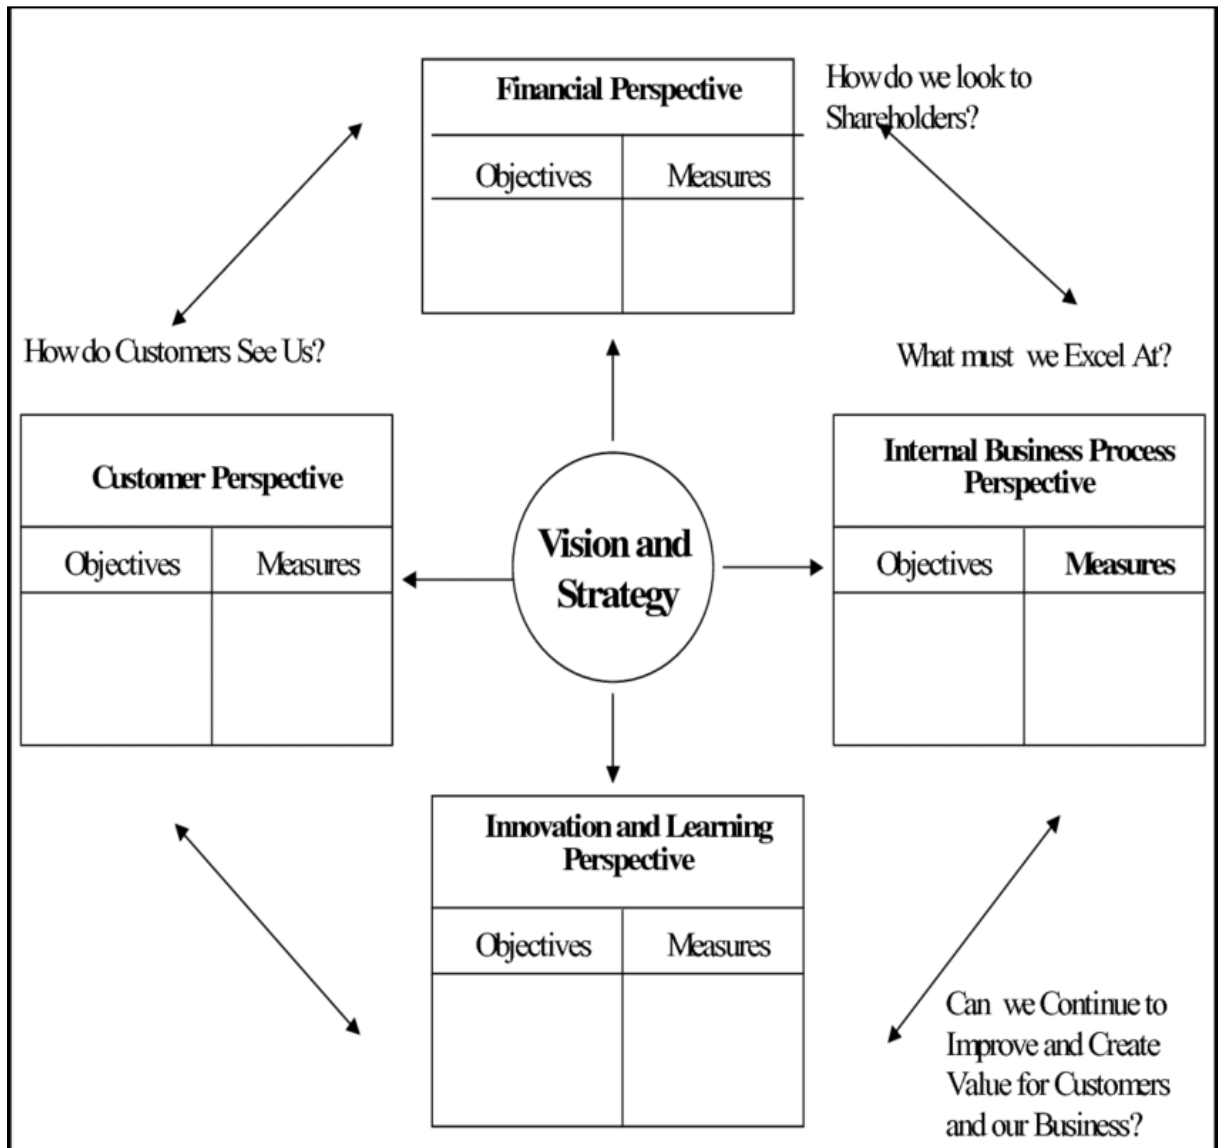 Financial Perspective
How do we look to
Shareholders?
Objectives
Measures
How do Customers See Us?
What must we Excel At?
Customer Perspective
Objectives
Measures
Vision and
Strategy
Internal Business Process
Perspective
Objectives
Measures
Innovation and Learning
Perspective
Objectives
Measures
Can we Continue to
Improve and Create
Value for Customers
and our Business?